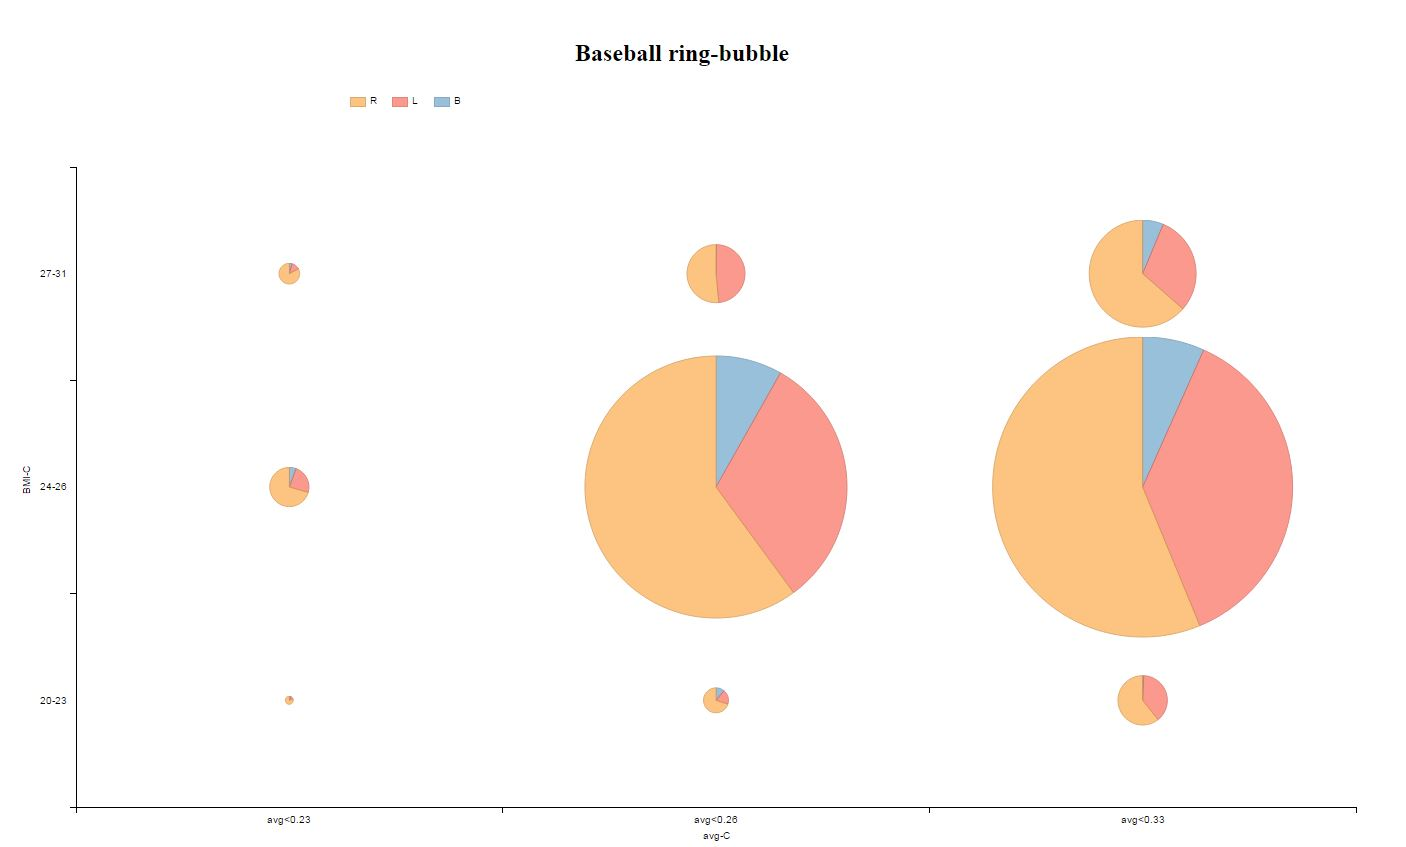 Baseball ring-bubble
R L B
27-31
BMI-C
24-26
20-23
avg<0.23 avg<0.26 avg<0.33
avg-C